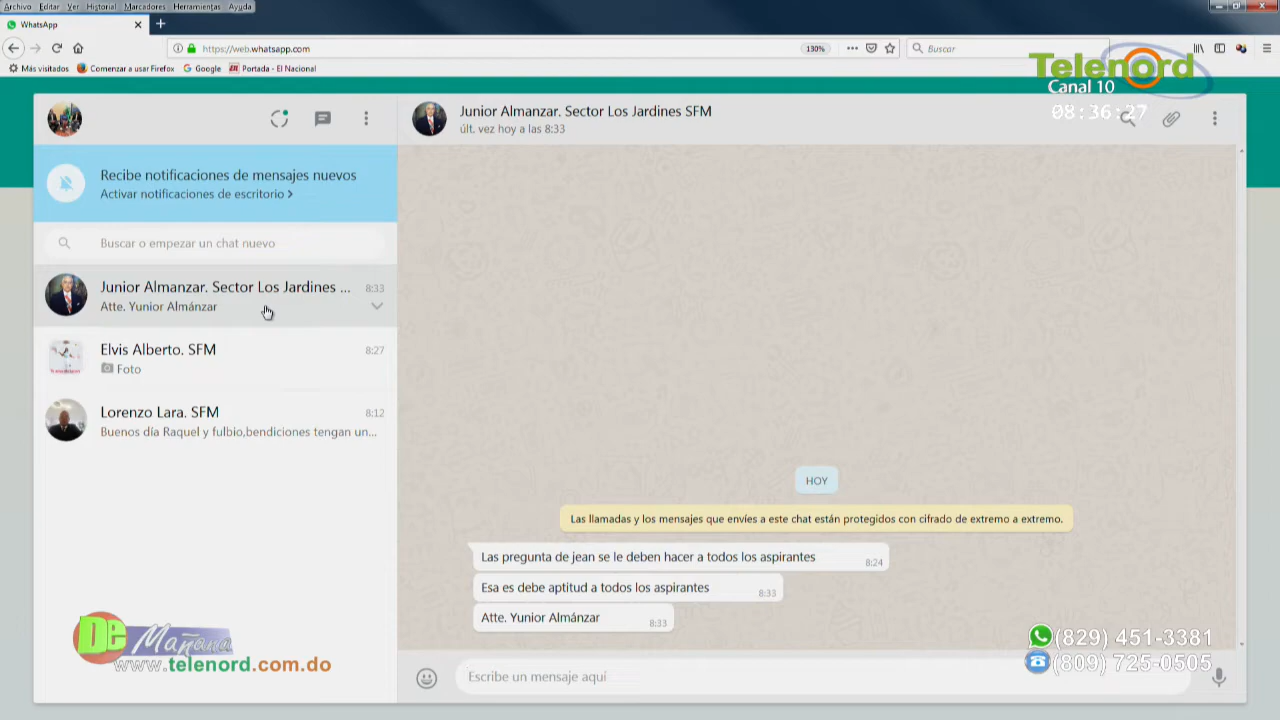 Archivo Editar Ver Historial Marcadores Herramientas Ayuda
WhatsApp
https://web.whatsapp.com
130%
Buscar
Más visitados Comenzar a usar Firefox Google Portada - El Nacional
Telenord
Canal 10
08:36:27
Junior Almanzar. Sector Los Jardines SFM
últ. vez hoy a las 8:33
Recibe notificaciones de mensajes nuevos
Activar notificaciones de escritorio >
Buscar o empezar un chat nuevo
Junior Almanzar. Sector Los Jardines ... 8:33
Atte. Yunior Almánzar
Elvis Alberto. SFM 8:27
Foto
Lorenzo Lara. SFM 8:12
Buenos día Raquel y fulbio,bendiciones tengan un...
HOY
Las llamadas y los mensajes que envíes a este chat están protegidos con cifrado de extremo a extremo.
Las pregunta de jean se le deben hacer a todos los aspirantes 8:24
Esa es debe aptitud a todos los aspirantes 8:33
Atte. Yunior Almánzar 8:33
De Mañana
www.telenord.com.do
(829) 451-3381
(809) 725-0505
Escribe un mensaje aquí